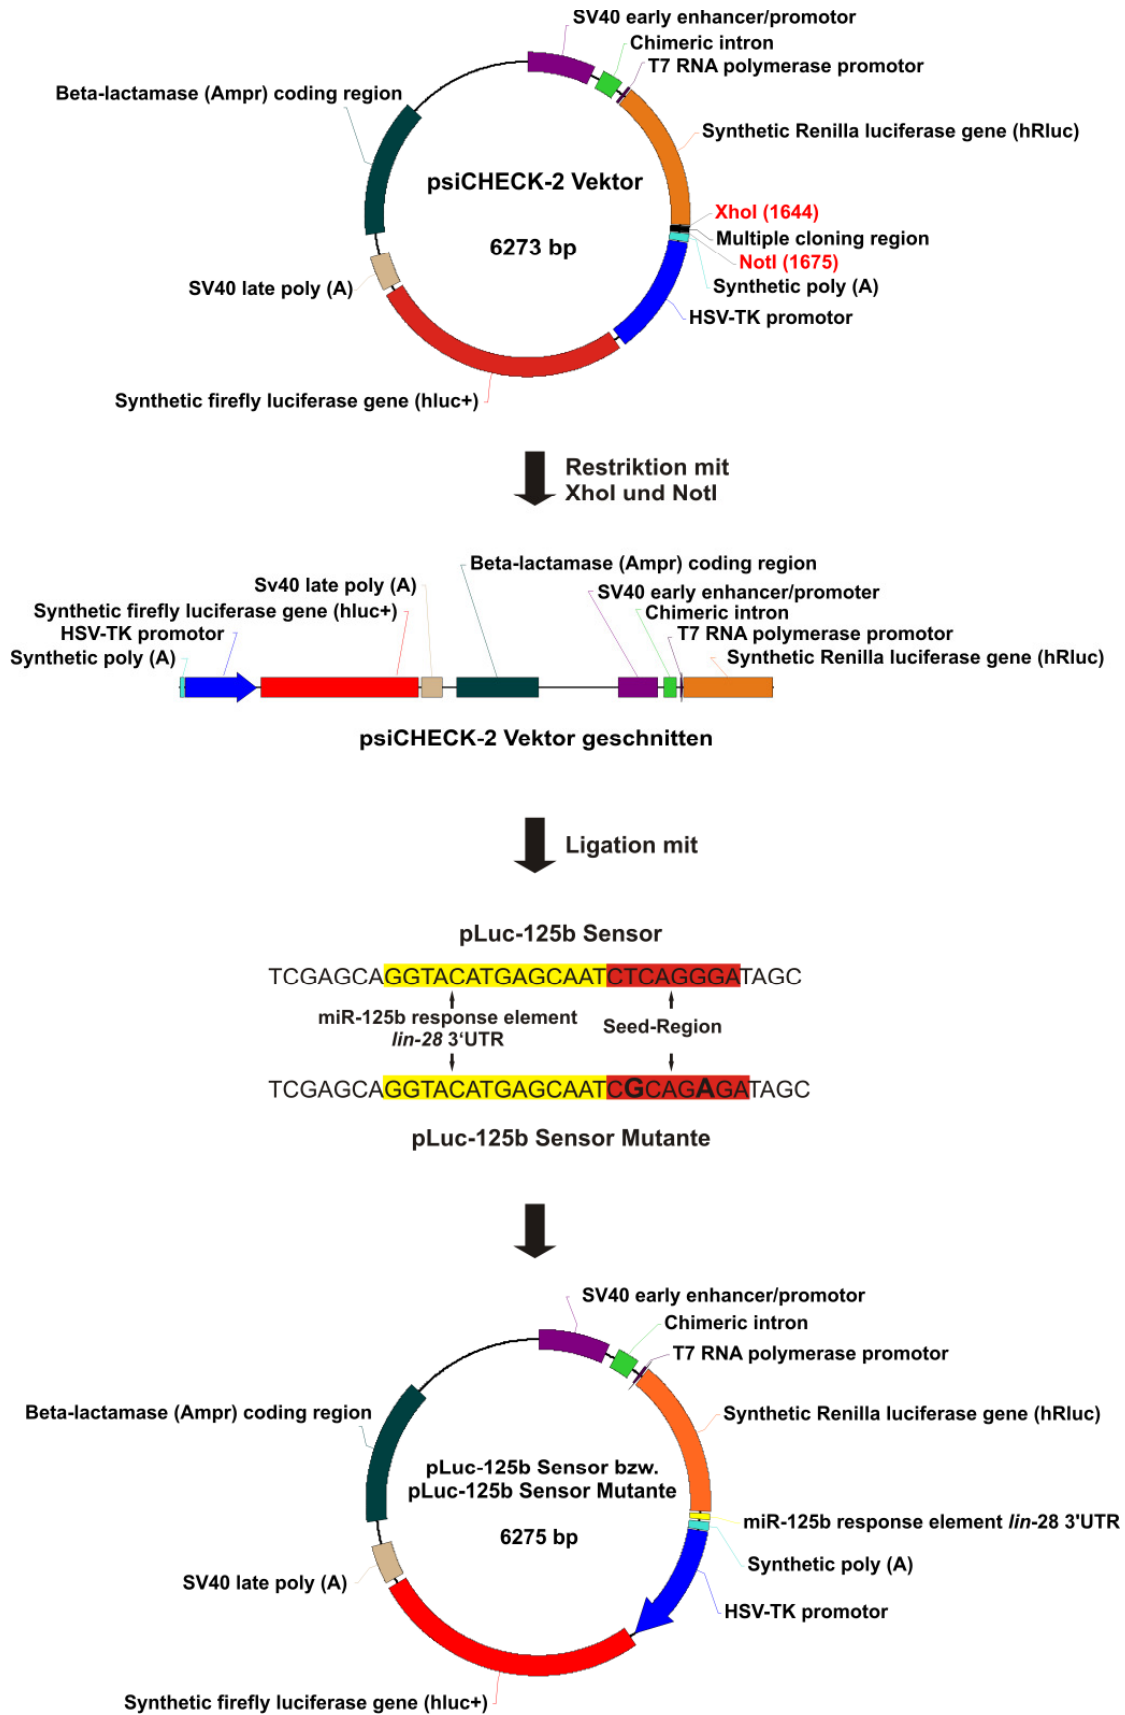 SV40 early enhancer/promotor
Chimeric intron
T7 RNA polymerase promotor
Beta-lactamase (Ampr) coding region
Synthetic Renilla luciferase gene (hRluc)
psiCHECK-2 Vektor
XhoI (1644)
Multiple cloning region
6273 bp
NotI (1675)
SV40 late poly (A)
Synthetic poly (A)
HSV-TK promotor
Synthetic firefly luciferase gene (hluc+)
Restriktion mit
XhoI und NotI
Beta-lactamase (Ampr) coding region
Sv40 late poly (A)
SV40 early enhancer/promoter
Synthetic firefly luciferase gene (hluc+)
Chimeric intron
HSV-TK promotor
T7 RNA polymerase promotor
Synthetic poly (A)
Synthetic Renilla luciferase gene (hRluc)
psiCHECK-2 Vektor geschnitten
Ligation mit
pLuc-125b Sensor
TCGAGCAGGTACATGAGCAATCTCAGGGATAGC
miR-125b response element
lin-28 3'UTR
Seed-Region
TCGAGCAGGTACATGAGCAATCGCAGAGATAGC
pLuc-125b Sensor Mutante
SV40 early enhancer/promotor
Chimeric intron
T7 RNA polymerase promotor
Beta-lactamase (Ampr) coding region
Synthetic Renilla luciferase gene (hRluc)
pLuc-125b Sensor bzw.
pLuc-125b Sensor Mutante
6275 bp
miR-125b response element lin-28 3'UTR
Synthetic poly (A)
SV40 late poly (A)
HSV-TK promotor
Synthetic firefly luciferase gene (hluc+)